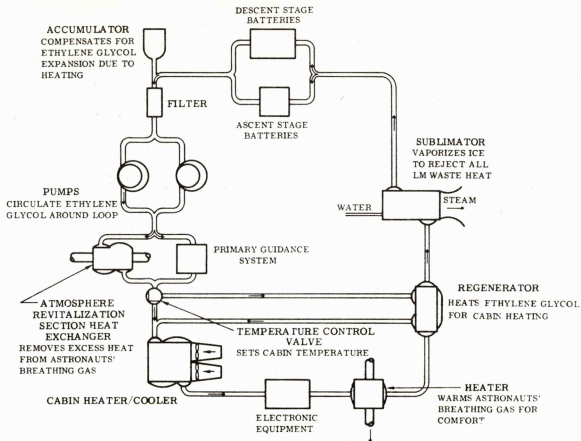 DESCENT STAGE
BATTERIES
ACCUMULATOR
COMPENSATES FOR
ETHYLENE GLYCOL
EXPANSION DUE TO
HEATING
FILTER
ASCENT STAGE
BATTERIES
SUBLIMATOR
VAPORIZES ICE
TO REJECT ALL
LM WASTE HEAT
STEAM
WATER
PUMPS
CIRCULATE ETHYLENE
GLYCOL AROUND LOOP
PRIMARY GUIDANCE
SYSTEM
REGENERATOR
HEATS ETHYLENE GLYCOL
FOR CABIN HEATING
ATMOSPHERE
REVITALIZATION
SECTION HEAT
EXCHANGER
REMOVES EXCESS HEAT
FROM ASTRONAUTS'
BREATHING GAS
TEMPERATURE CONTROL
VALVE
SETS CABIN TEMPERATURE
CABIN HEATER/COOLER
ELECTRONIC
EQUIPMENT
HEATER
WARMS ASTRONAUTS'
BREATHING GAS FOR
COMFORT